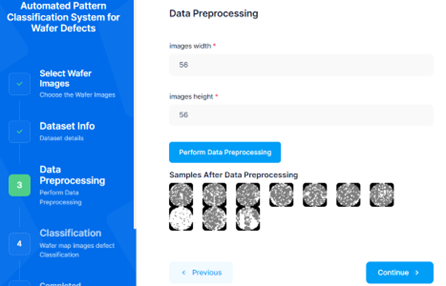 Automated Pattern
Classification System for
Wafer Defects
Select Wafer
Images
Choose the Wafer Images
Dataset Info
Dataset details
3
Data
Preprocessing
Perform Data
Preprocessing
4
Classification
Wafer map images defect
Classification
Completed
Data Preprocessing
images width *
56
images height *
56
Perform Data Preprocessing
Samples After Data Preprocessing
Previous
Continue